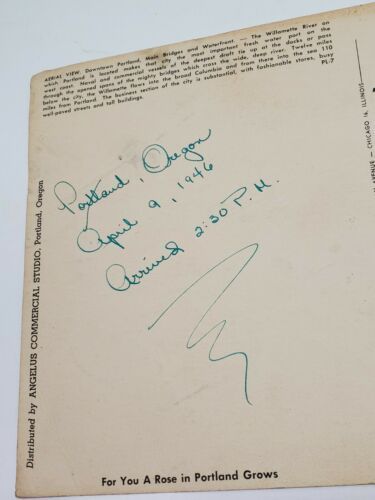 AERIAL VIEW: Downtown Portland, Main Bridges and Waterfront. — The Willamette River on
which Portland is located makes that city the most important fresh water port on the
west coast. Naval and commercial vessels of the deepest draft tie up at the docks or pass
through the opened spans of the mighty bridges which cross the wide, deep river. Twelve miles
below the city, the Willamette flows into the broad Columbia and from there into the sea 110
miles from Portland. The business section of the city is substantial, with fashionable stores, busy
well-paved streets and tall buildings.
PL-7
Portland, Oregon
April 9, 1946
Arrived 2:30 P.M.
Distributed by ANGELUS COMMERCIAL STUDIO, Portland, Oregon
AVENUE — CHICAGO 16, ILLINOIS
For You A Rose in Portland Grows